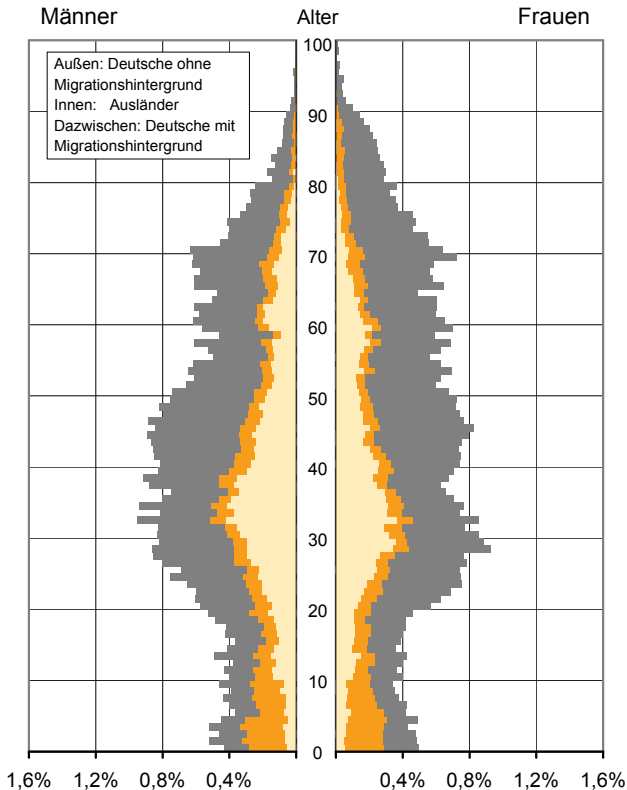 Männer Alter Frauen
Außen: Deutsche ohne
Migrationshintergrund
Innen: Ausländer
Dazwischen: Deutsche mit
Migrationshintergrund
100
90
80
70
60
50
40
30
20
10
0
1,6% 1,2% 0,8% 0,4% 0,4% 0,8% 1,2% 1,6%